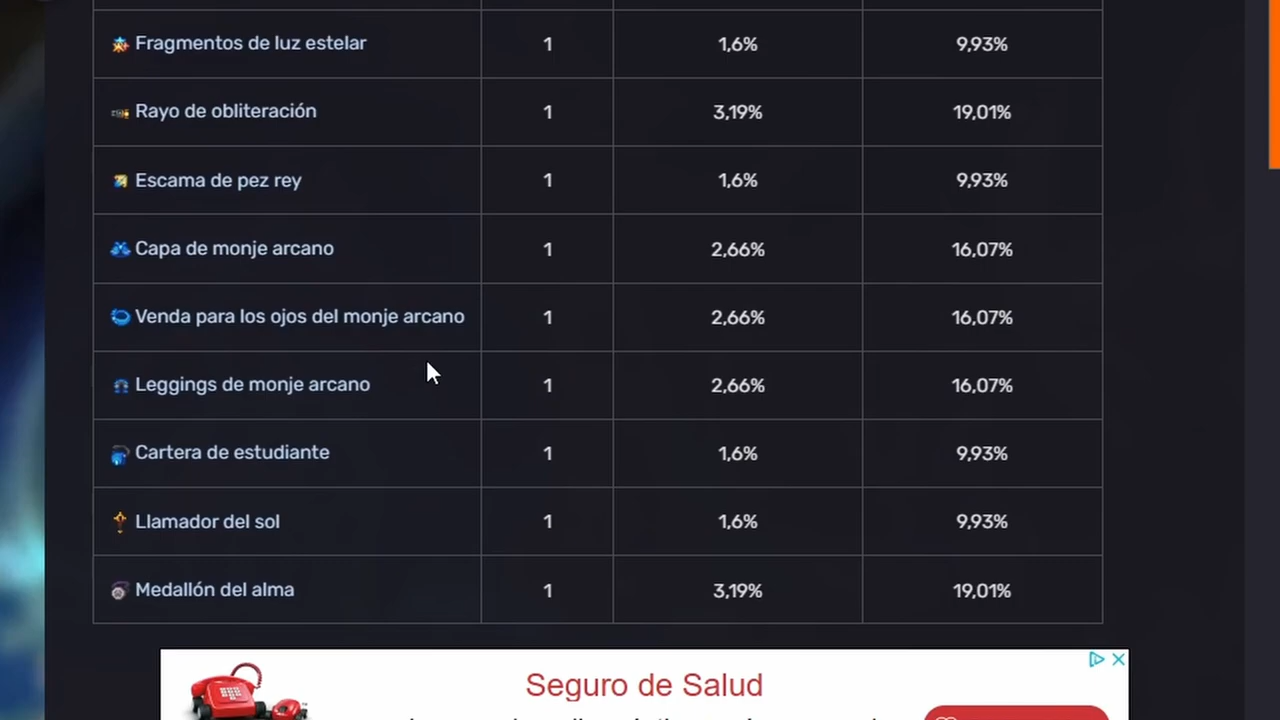 Fragmentos de luz estelar 1 1,6% 9,93%
Rayo de obliteración 1 3,19% 19,01%
Escama de pez rey 1 1,6% 9,93%
Capa de monje arcano 1 2,66% 16,07%
Venda para los ojos del monje arcano 1 2,66% 16,07%
Leggings de monje arcano 1 2,66% 16,07%
Cartera de estudiante 1 1,6% 9,93%
Llamador del sol 1 1,6% 9,93%
Medallón del alma 1 3,19% 19,01%
Seguro de Salud